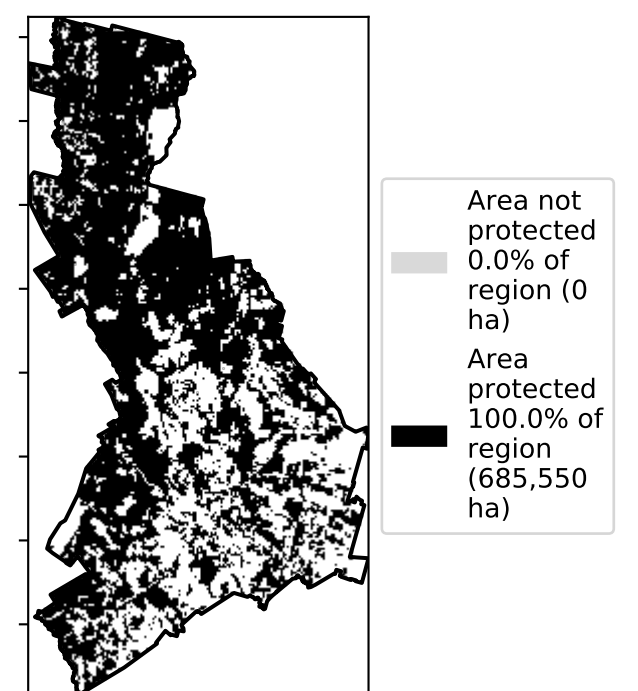 Area not
protected
0.0% of
region (0
ha)
Area
protected
100.0% of
region
(685,550
ha)